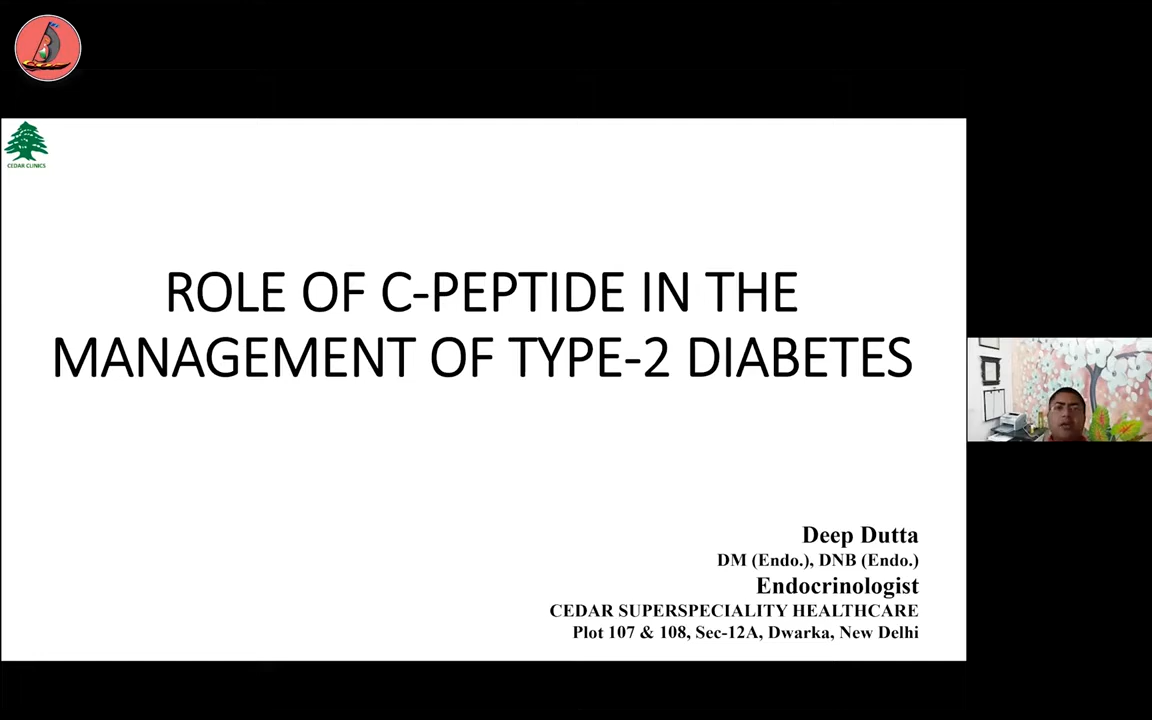 CEDAR CLINICS
ROLE OF C-PEPTIDE IN THE
MANAGEMENT OF TYPE-2 DIABETES
Deep Dutta
DM (Endo.), DNB (Endo.)
Endocrinologist
CEDAR SUPERSPECIALITY HEALTHCARE
Plot 107 & 108, Sec-12A, Dwarka, New Delhi